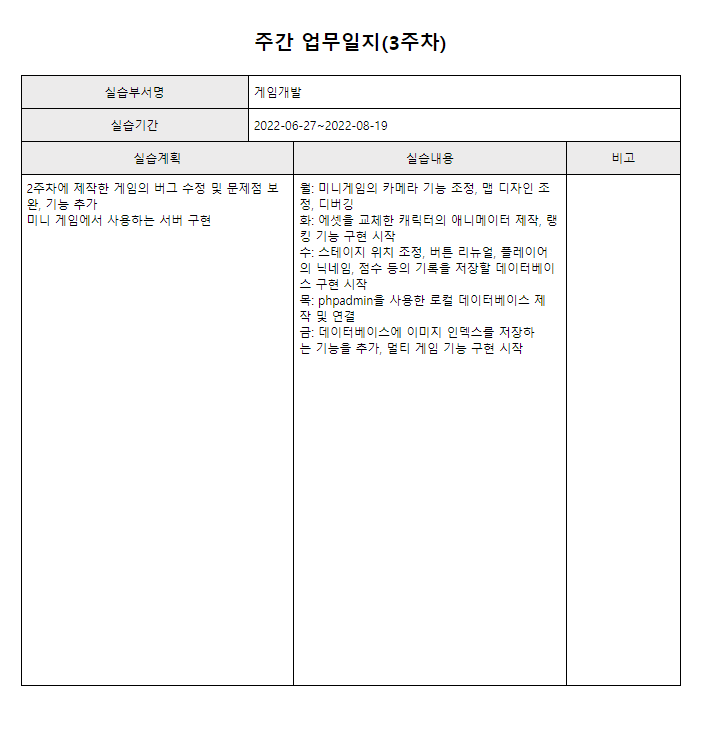 주간 업무일지(3주차)
실습부서명
게임개발
실습기간
2022-06-27~2022-08-19
실습계획
실습내용
비고
2주차에 제작한 게임의 버그 수정 및 문제점 보
완, 기능 추가
미니 게임에서 사용하는 서버 구현
월: 미니게임의 카메라 기능 조정, 맵 디자인 조
정, 디버깅
화: 에셋을 교체한 캐릭터의 애니메이터 제작, 랭
킹 기능 구현 시작
수: 스테이지 위치 조정, 버튼 리뉴얼, 플레이어
의 닉네임, 점수 등의 기록을 저장할 데이터베이
스 구현 시작
목: phpadmin을 사용한 로컬 데이터베이스 제
작 및 연결
금: 데이터베이스에 이미지 인덱스를 저장하
는 기능을 추가, 멀티 게임 기능 구현 시작